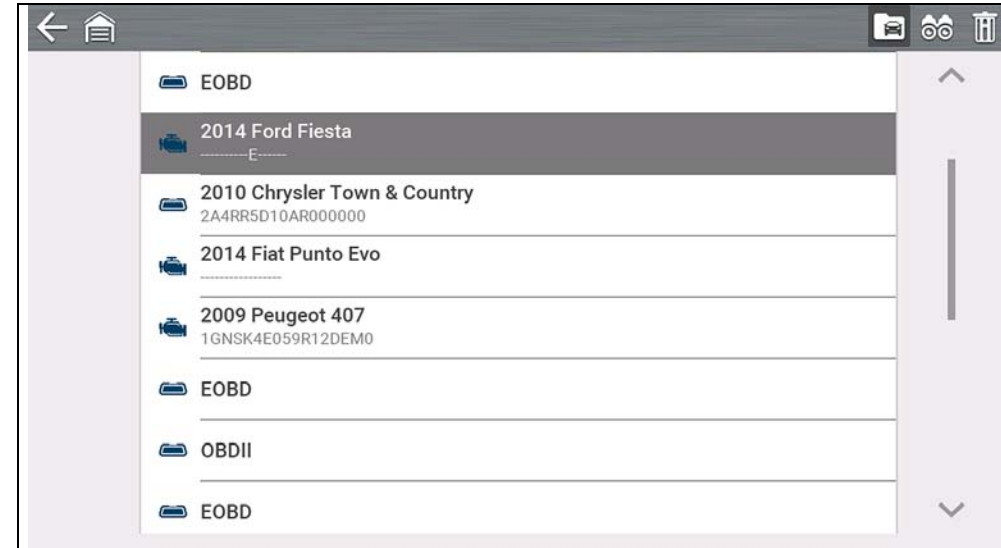 EOBD
2014 Ford Fiesta
----------E------
2010 Chrysler Town & Country
2A4RR5D10AR000000
2014 Fiat Punto Evo
-----------------
2009 Peugeot 407
1GNSK4E059R12DEM0
EOBD
OBDII
EOBD